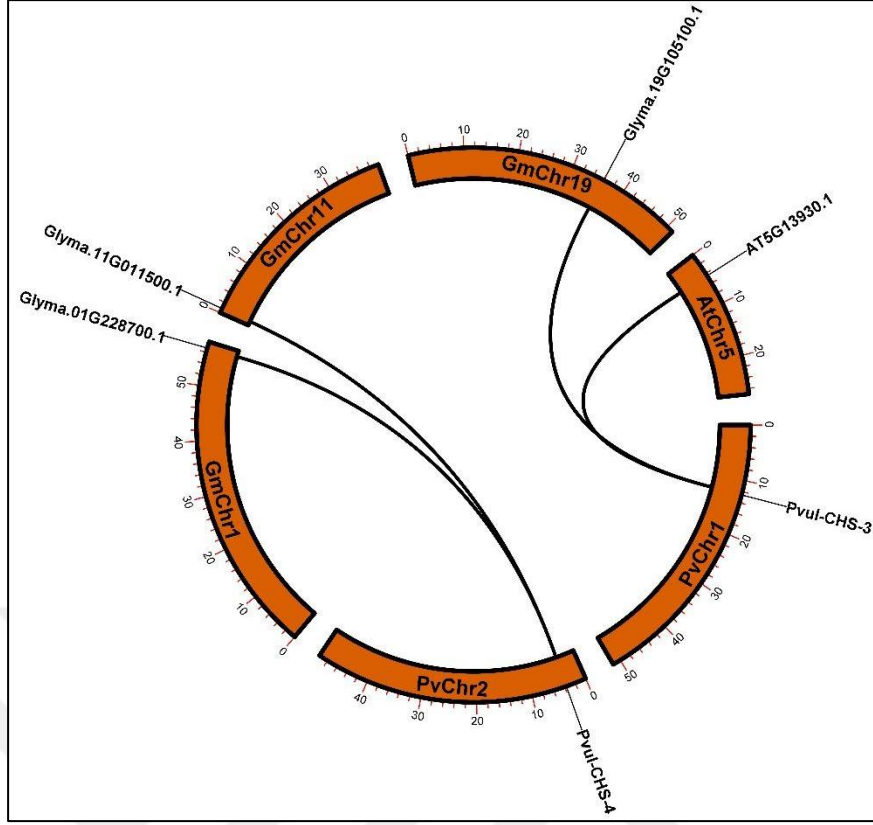 Glyma.19G105100.1
GmChr19
0
10
20
30
40
50
AT5G13930.1
AtChr5
0
10
20
Pvul-CHS-3
PvChr1
0
10
20
30
40
50
Pvul-CHS-4
PvChr2
0
10
20
30
40
Glyma.01G228700.1
GmChr1
0
10
20
30
40
50
Glyma.11G011500.1
GmChr11
0
10
20
30